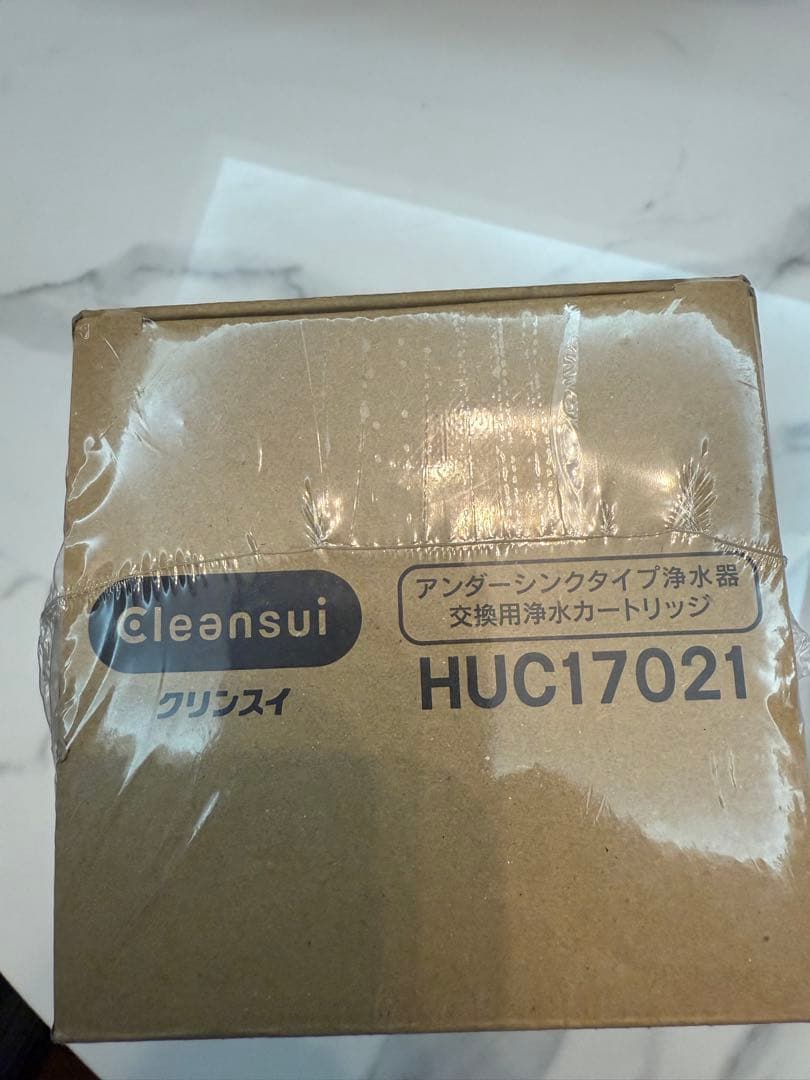 Cleansui
クリンスイ
アンダーシンクタイプ浄水器
交換用浄水カートリッジ
HUC17021